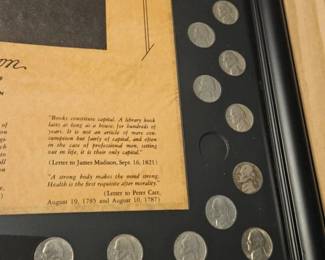 "Books constitute capital. A library book
lasts as long as a house, for hundreds of
years. It is not an article of mere con-
sumption but fairly of capital, and often
in the case of professional men, setting
out in life, it is their only capital."
(Letter to James Madison, Sept. 16, 1821)
"A strong body makes the mind strong.
Health is the first requisite after morality."
(Letter to Peter Carr,
August 19, 1785 and August 10, 1787)